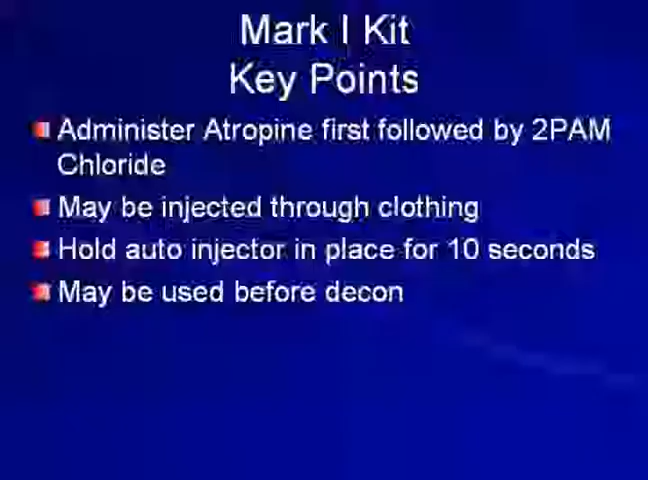 Mark I Kit
Key Points
Administer Atropine first followed by 2PAM
Chloride
May be injected through clothing
Hold auto injector in place for 10 seconds
May be used before decon